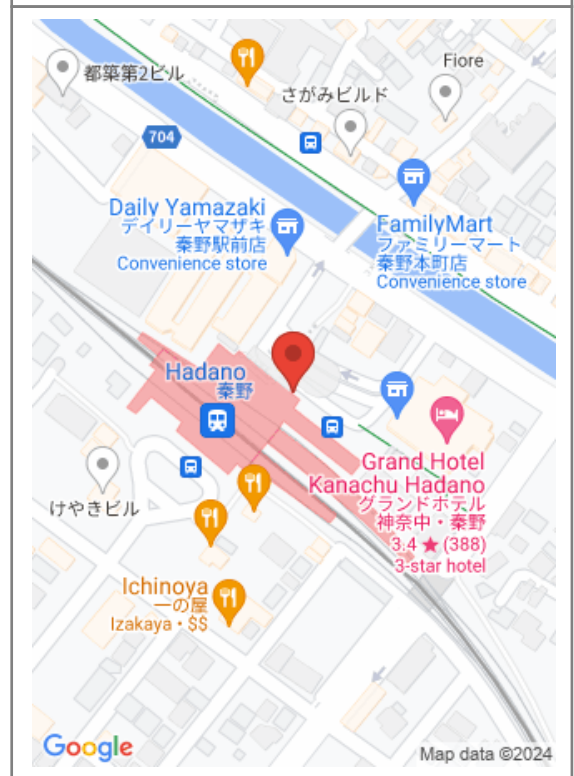 Fiore
都築第2ビル
さがみビルド
704
Daily Yamazaki
デイリーヤマザキ
秦野駅前店
Convenience store
FamilyMart
ファミリーマート
秦野本町店
Convenience store
Hadano
秦野
Grand Hotel
Kanachu Hadano
グランドホテル
神奈中・秦野
3.4 ★ (388)
3-star hotel
けやきビル
Ichinoya
一の屋
Izakaya・$$
Google
Map data ©2024